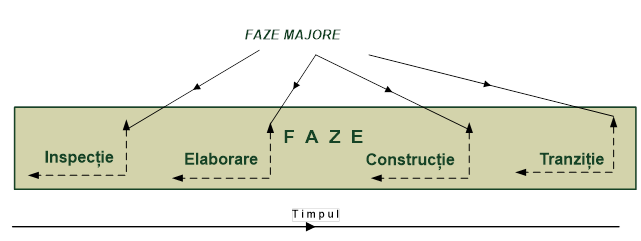 FAZE MAJORE
F A Z E
Inspecție Elaborare Construcție Tranziție
Timpul